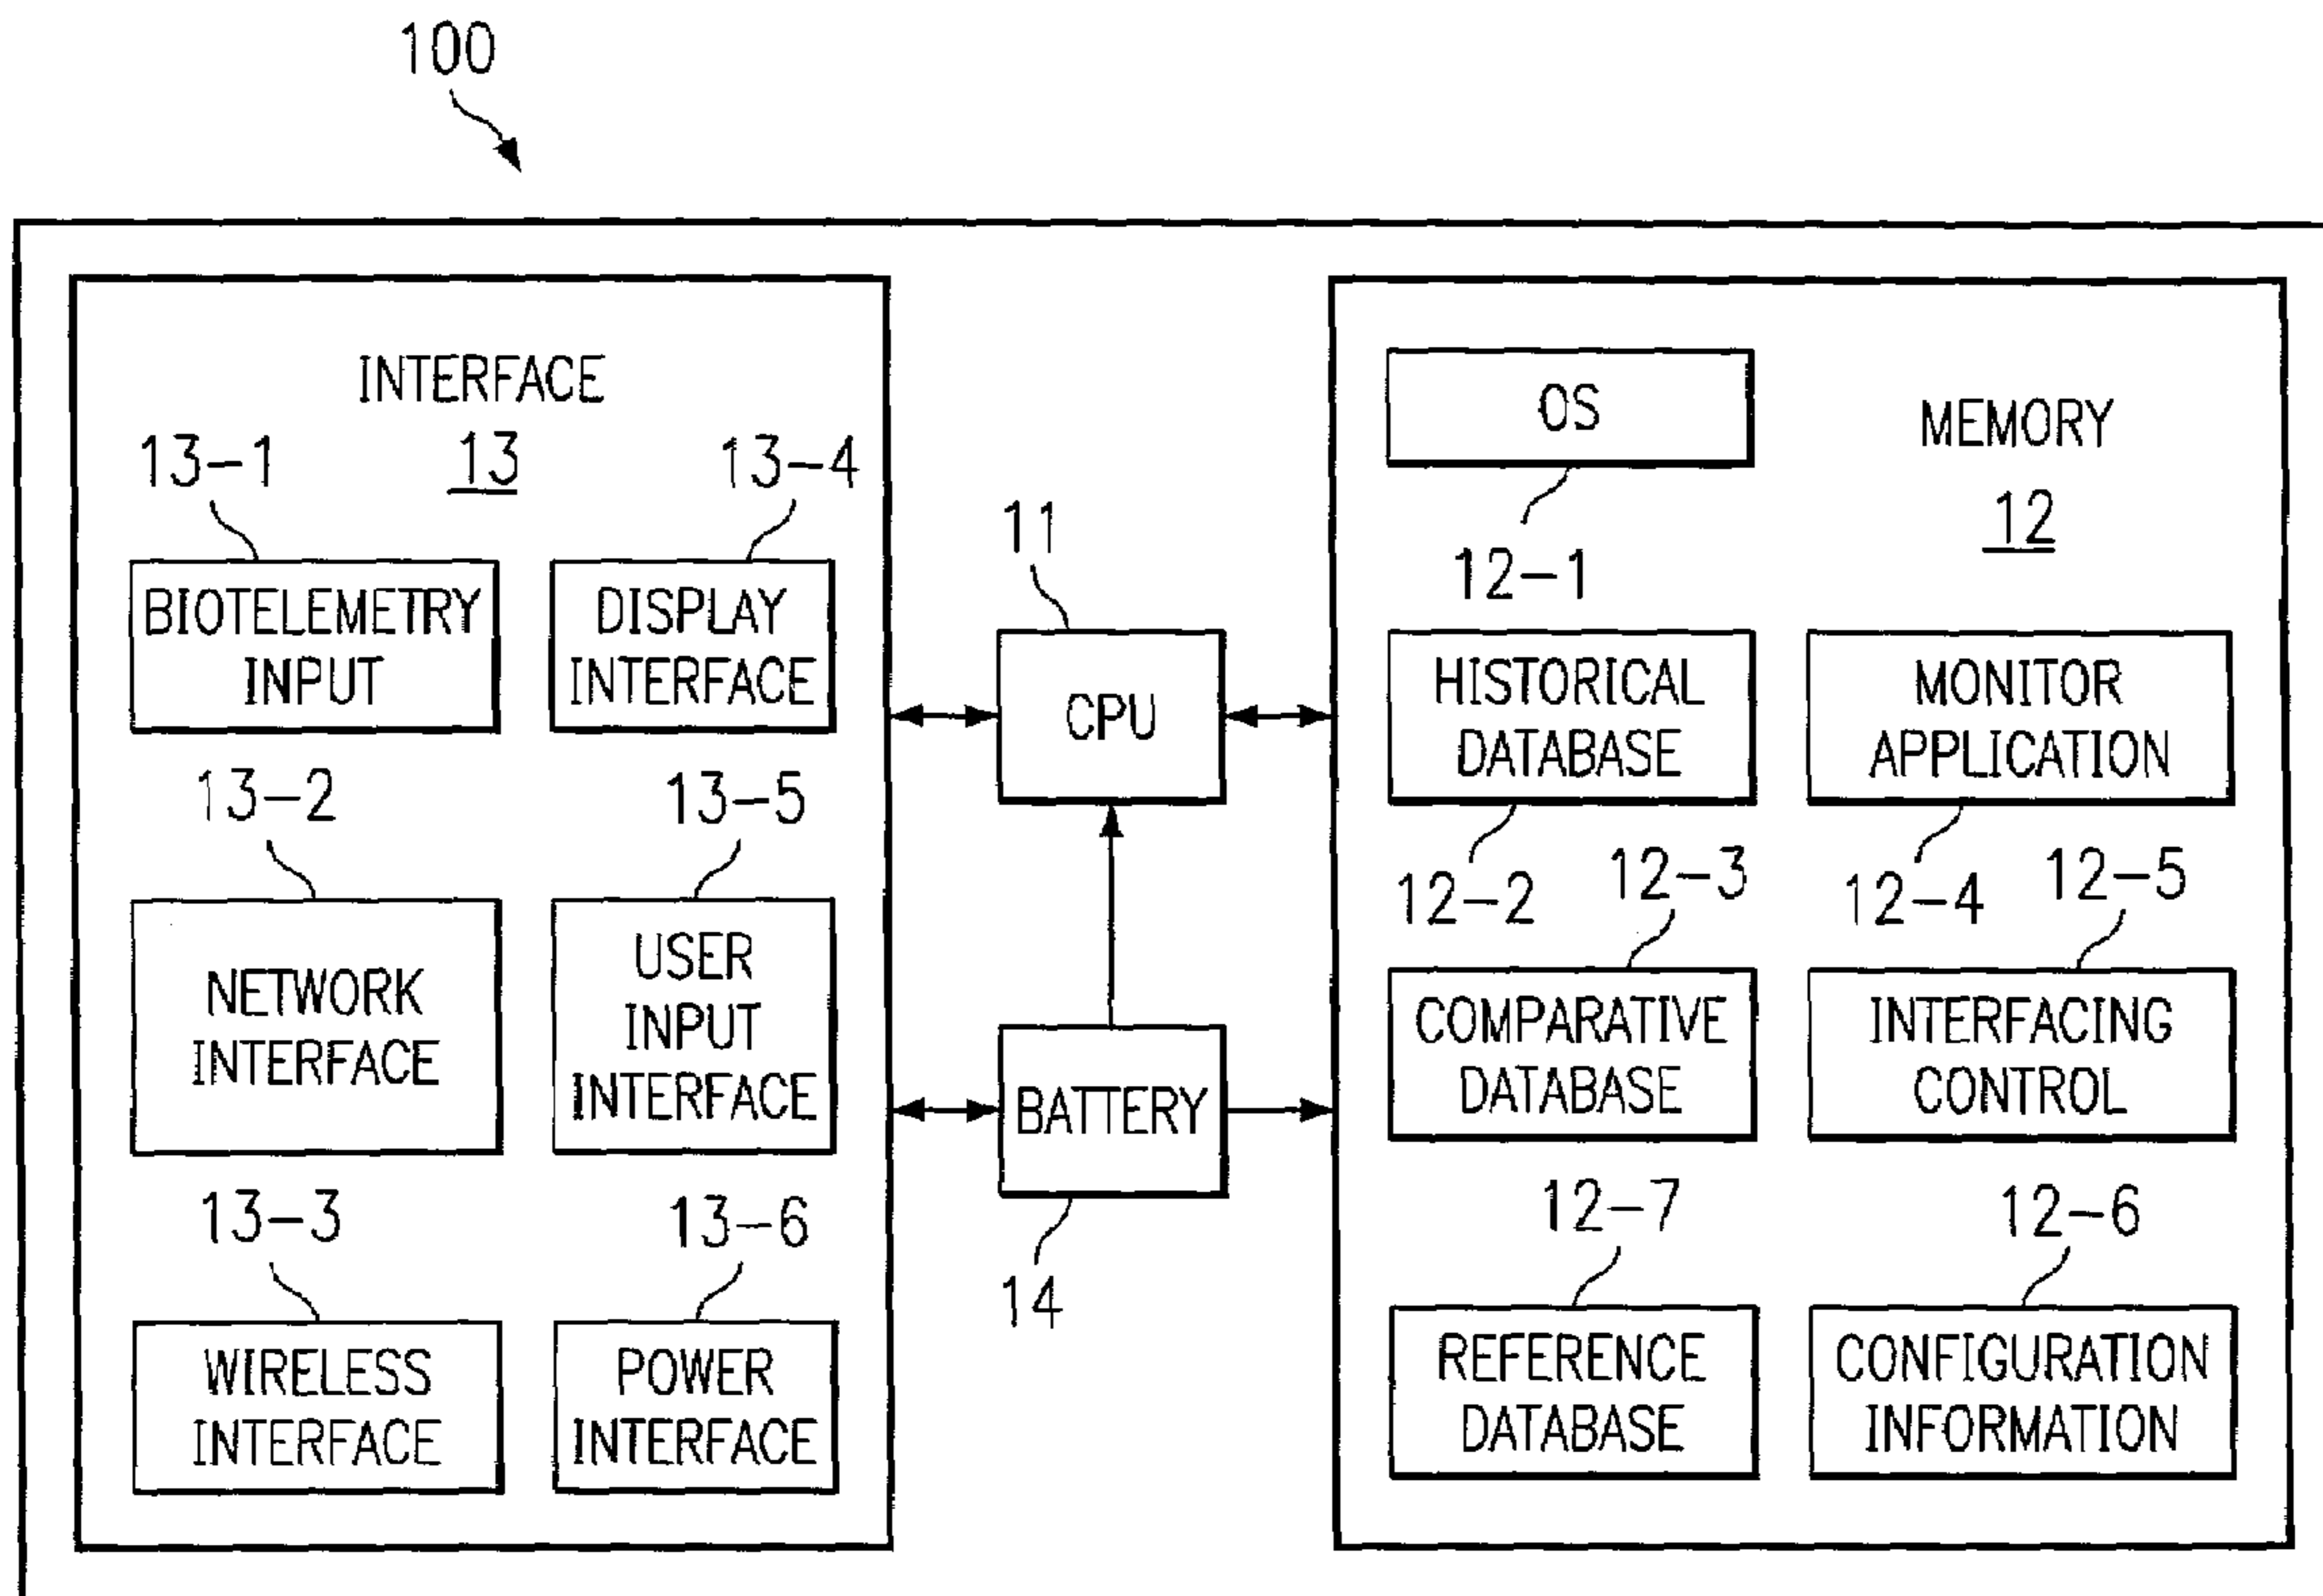 100
INTERFACE
13
13-1
13-4
BIOTELEMETRY
INPUT
DISPLAY
INTERFACE
13-2
13-5
NETWORK
INTERFACE
USER
INPUT
INTERFACE
13-3
13-6
WIRELESS
INTERFACE
POWER
INTERFACE
11
CPU
BATTERY
14
OS
MEMORY
12
12-1
HISTORICAL
DATABASE
MONITOR
APPLICATION
12-2
12-3
12-4
12-5
COMPARATIVE
DATABASE
INTERFACING
CONTROL
12-7
12-6
REFERENCE
DATABASE
CONFIGURATION
INFORMATION